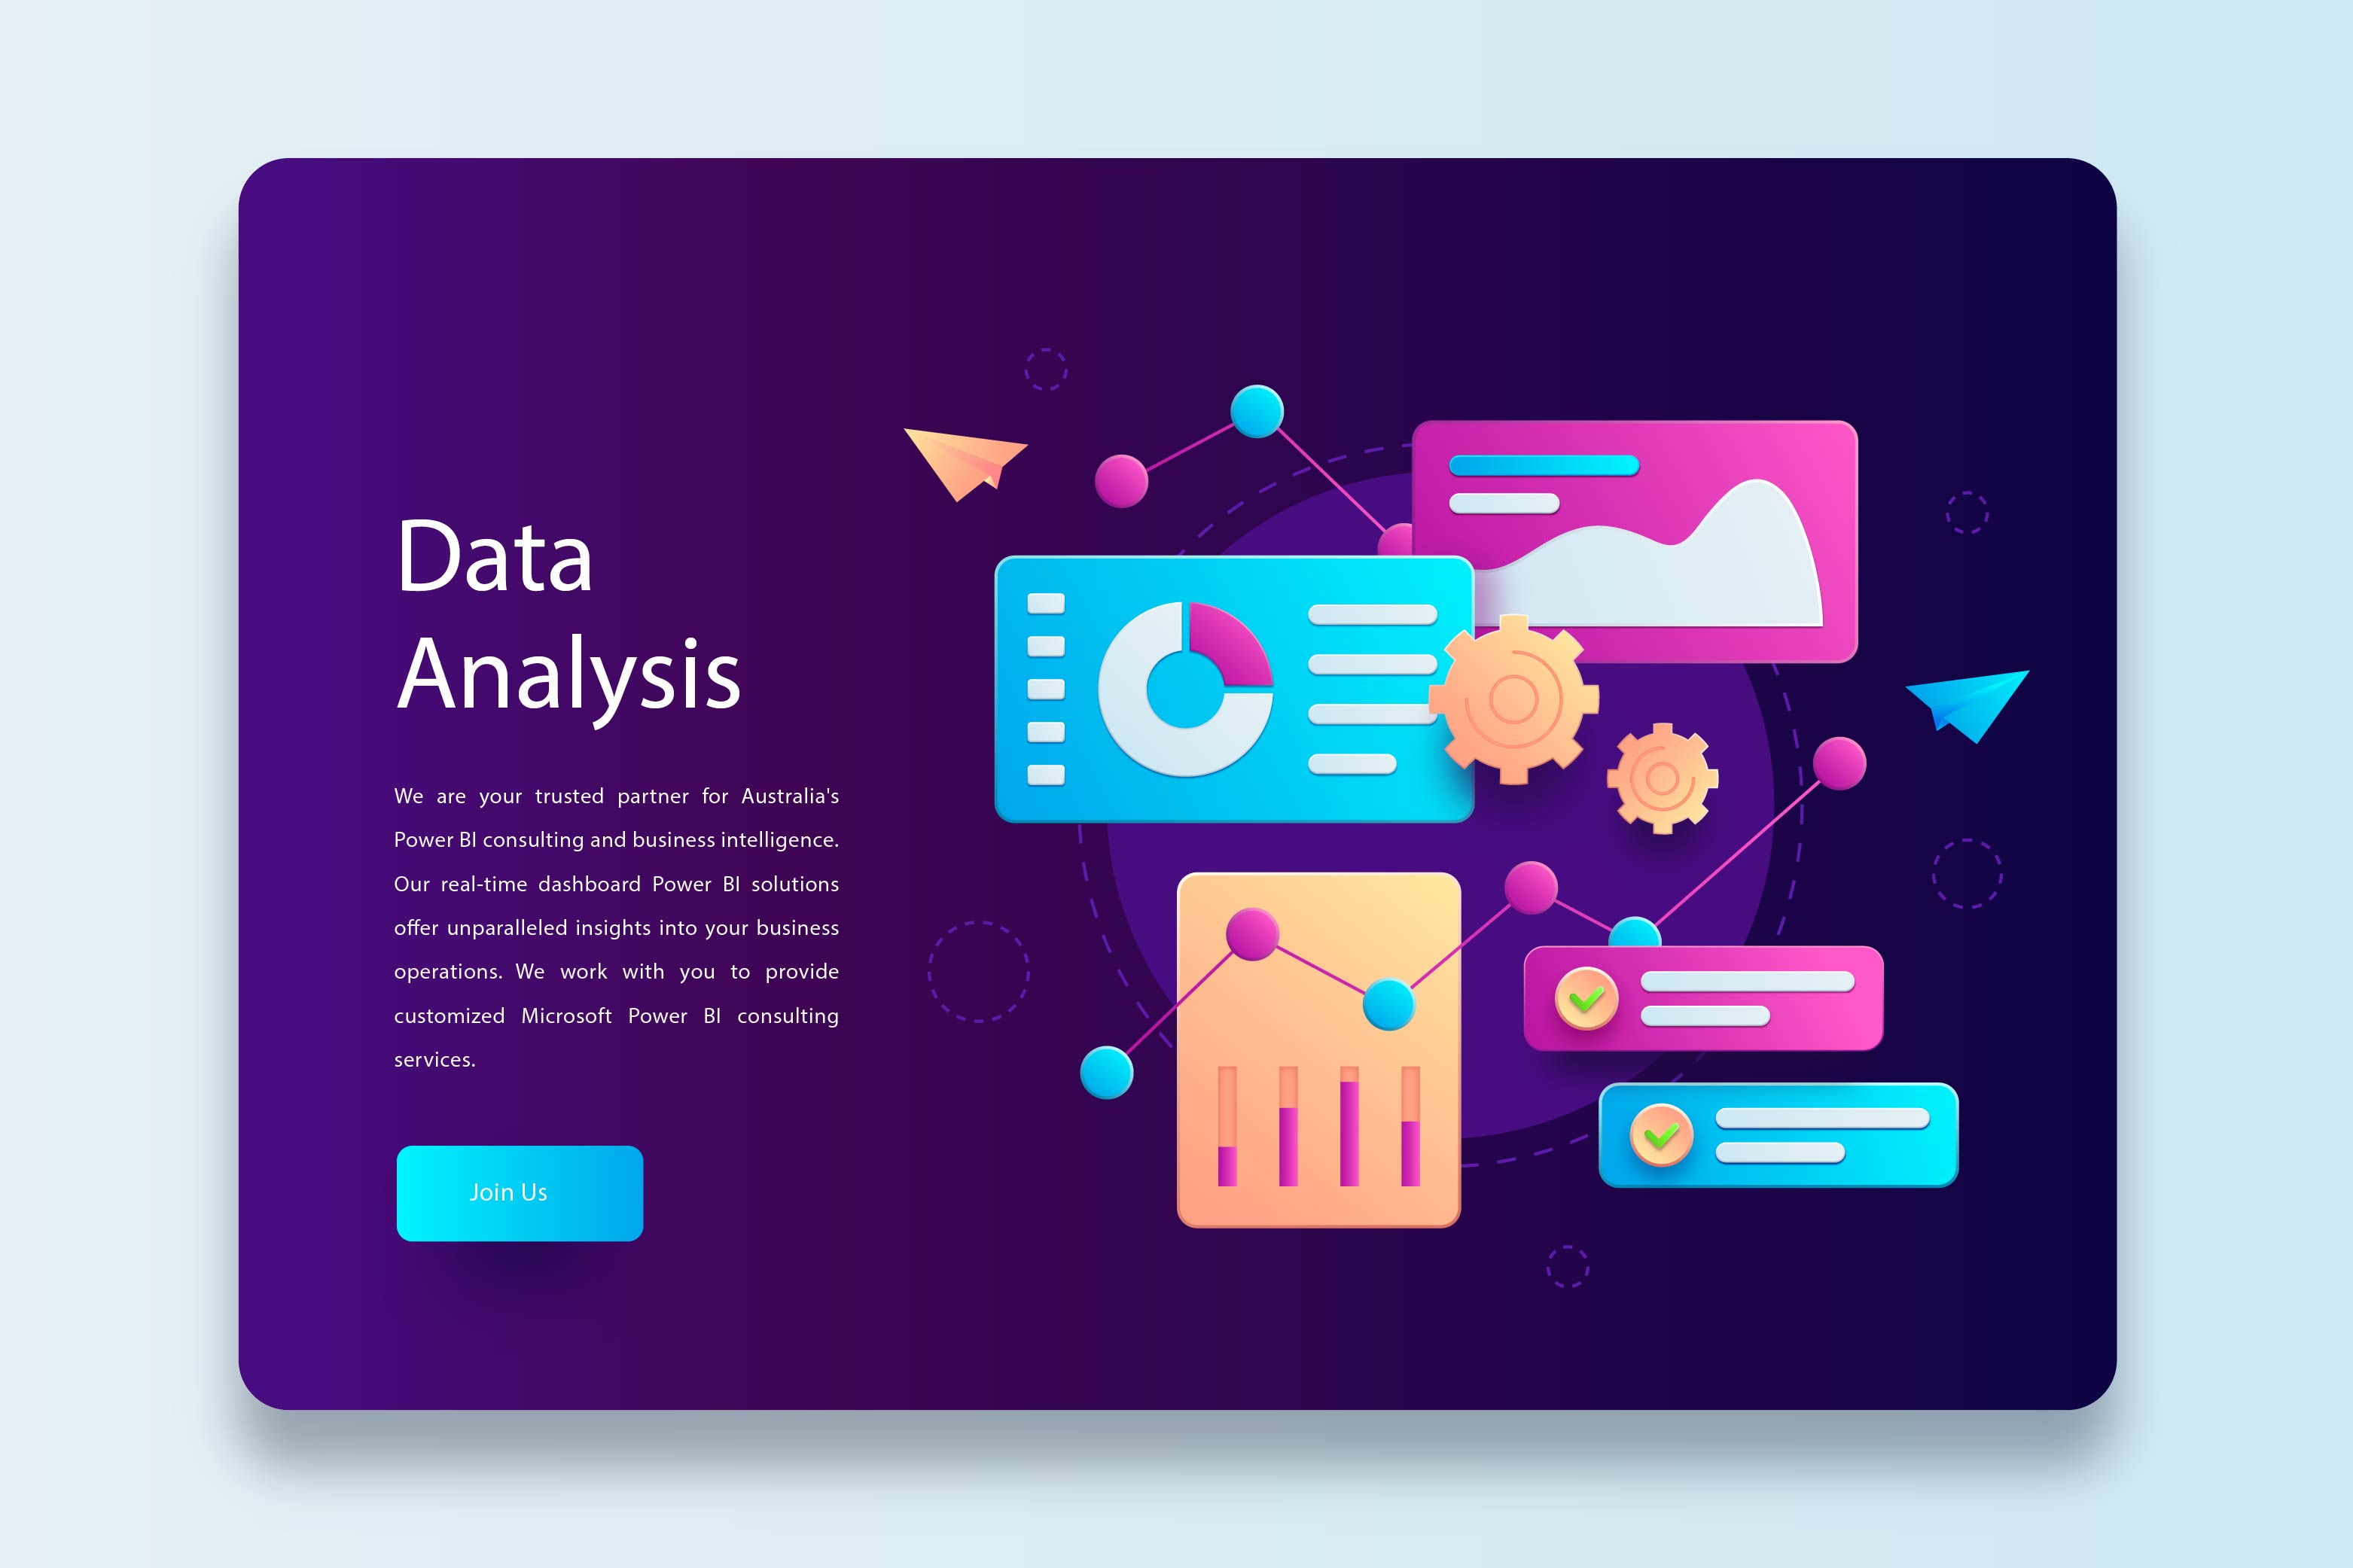 Data
Analysis
We are your trusted partner for Australia's
Power BI consulting and business intelligence.
Our real-time dashboard Power BI solutions
offer unparalleled insights into your business
operations. We work with you to provide
customized Microsoft Power BI consulting
services.
Join Us